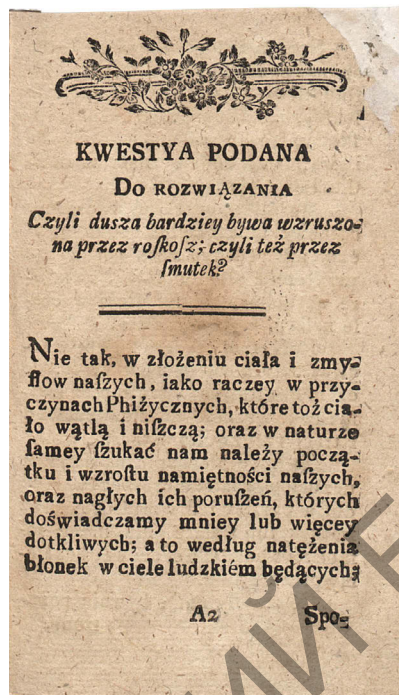 KWESTYA PODANA
Do ROZWIĄZANIA
Czyli dusza bardziey bywa wzruszo-
na przez roſkoſz; czyli też przez
ſmutek?
Nie tak, w złożeniu ciała i zmy-
ſlow naſzych, iako raczey w przy-
czynach Phiżycznych, które toż cia-
ło wątlą i niſzczą; oraz w naturze
ſamey ſzukać nam należy począ-
tku i wzroſtu namiętności naſzych,
oraz nagłych ich poruſzeń, których
doświadczamy mniey lub więcey
dotkliwych; a to według natężenia
błonek w ciele ludzkiém będących;
A2 Spo-